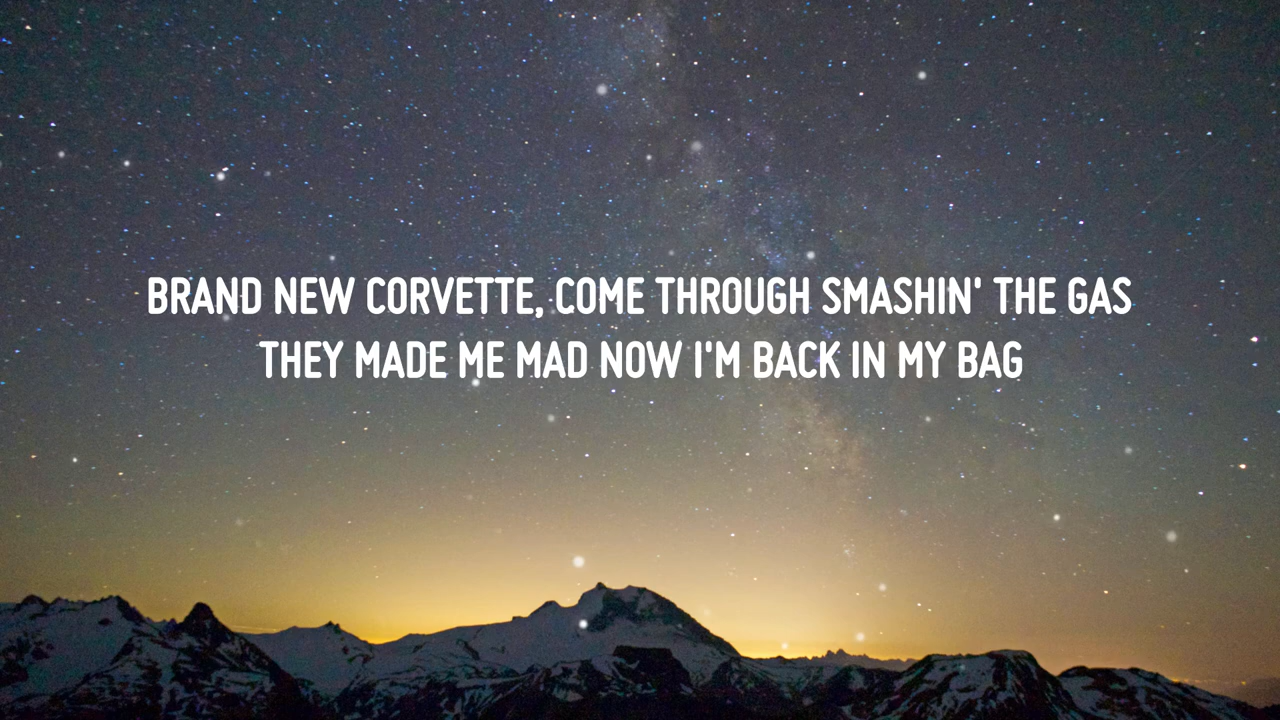 BRAND NEW CORVETTE, COME THROUGH SMASHIN' THE GAS
THEY MADE ME MAD NOW I'M BACK IN MY BAG